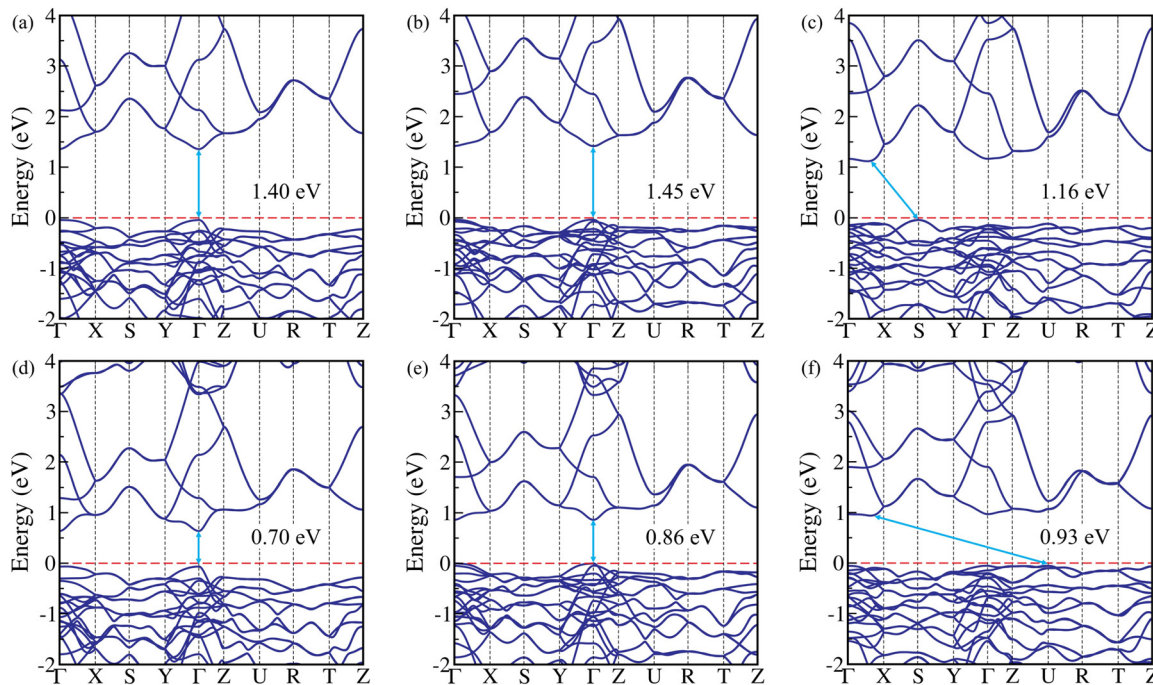 (a) (b) (c)
4 4 4
3 3 3
2 2 2
1 1 1
0 0 0
-1 -1 -1
-2 -2 -2
Energy (eV) Energy (eV) Energy (eV)
1.40 eV 1.45 eV 1.16 eV
Γ X S Y Γ Z U R T Z Γ X S Y Γ Z U R T Z Γ X S Y Γ Z U R T Z
(d) (e) (f)
4 4 4
3 3 3
2 2 2
1 1 1
0 0 0
-1 -1 -1
-2 -2 -2
Energy (eV) Energy (eV) Energy (eV)
0.70 eV 0.86 eV 0.93 eV
Γ X S Y Γ Z U R T Z Γ X S Y Γ Z U R T Z Γ X S Y Γ Z U R T Z